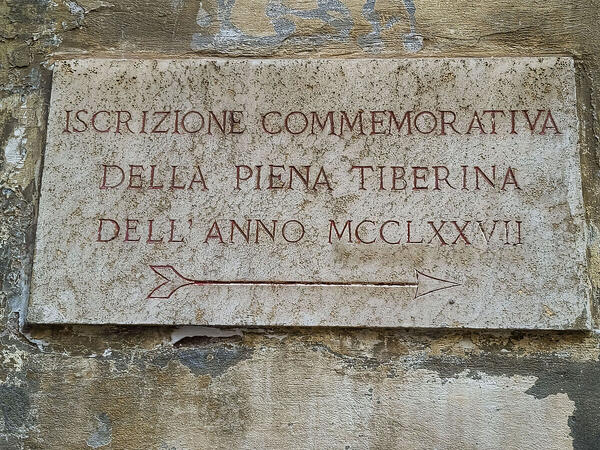 ISCRIZIONE COMMEMORATIVA
DELLA PIENA TIBERINA
DELL'ANNO MCCLXXVII